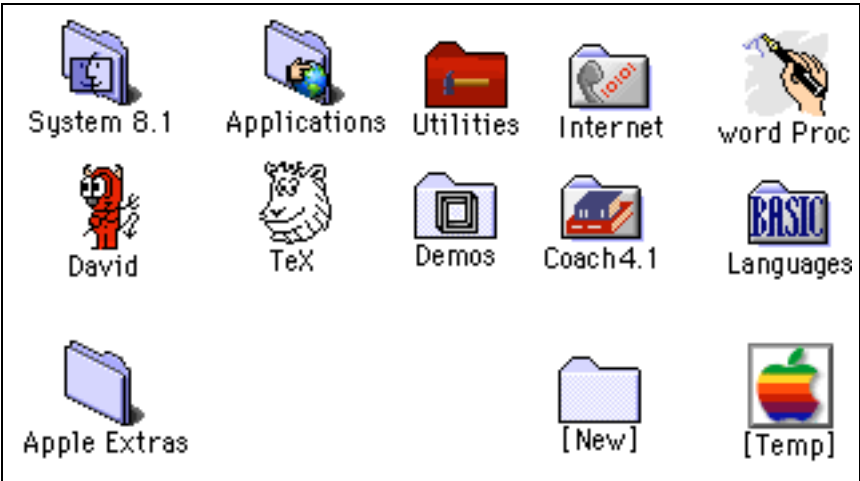 System 8.1 Applications Utilities Internet word Proc
10101
BASIC
David TeX Demos Coach4.1 Languages
Apple Extras [New] [Temp]